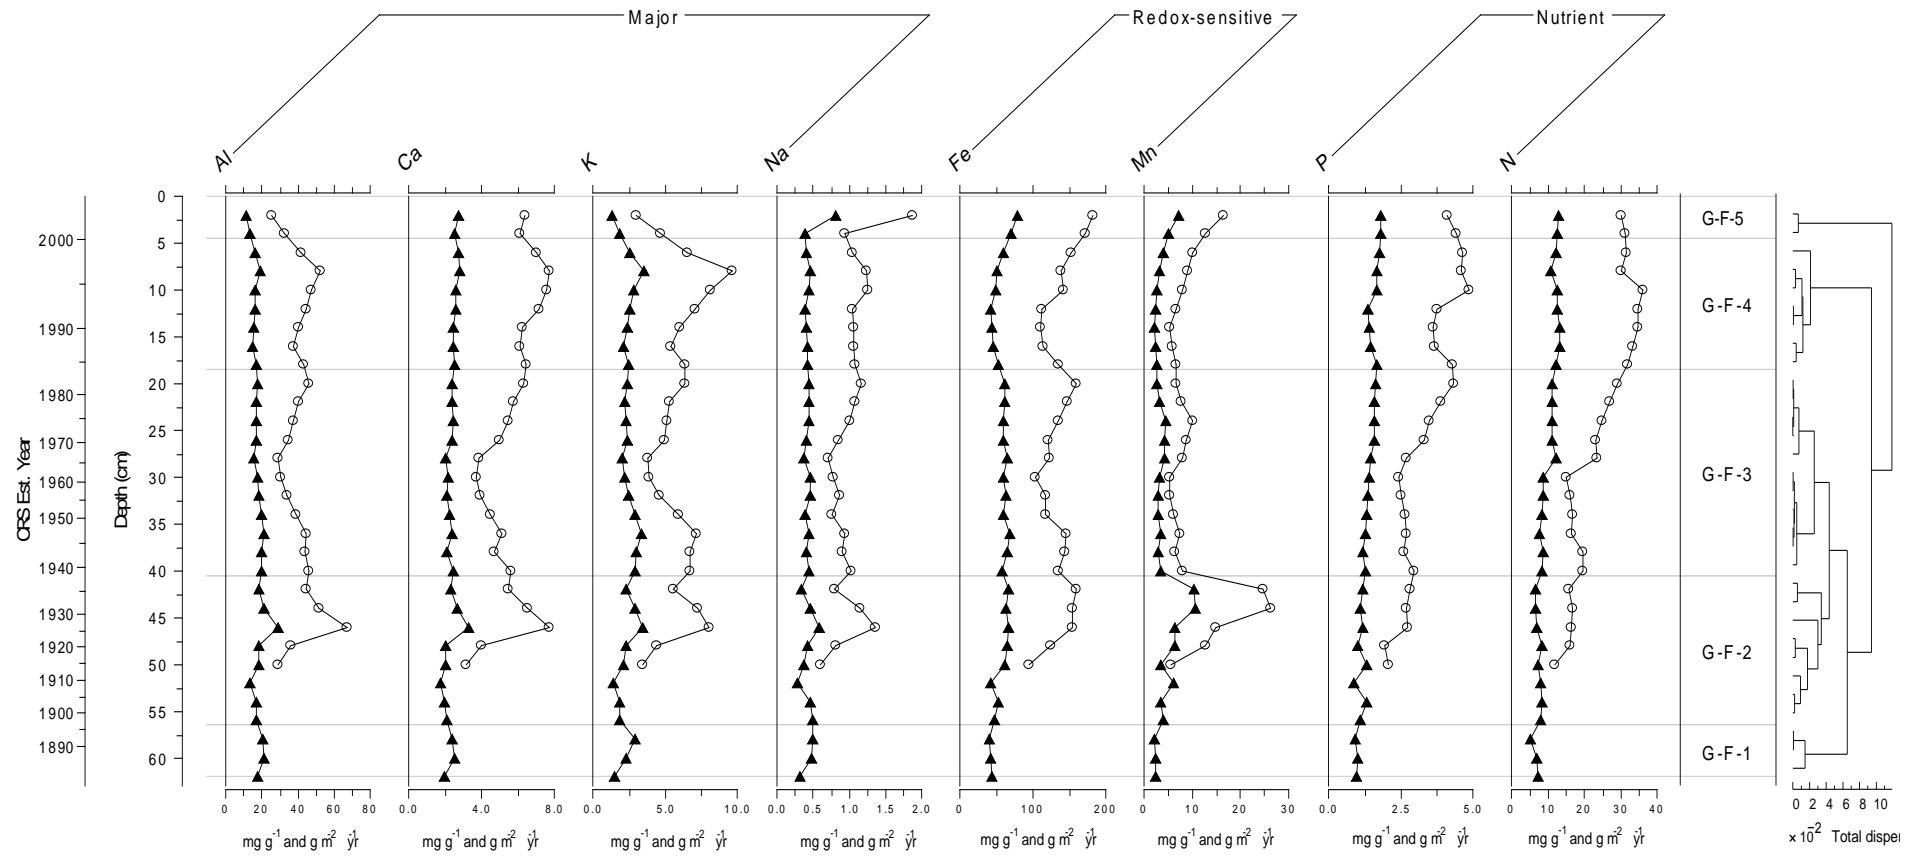 Major Redox-sensitive Nutrient
Al Ca K Na Fe Mn P N
CRS Est. Year
2000
1990
1980
1970
1960
1950
1940
1930
1920
1910
1900
1890
Depth (cm)
0
5
10
15
20
25
30
35
40
45
50
55
60
G-F-5
G-F-4
G-F-3
G-F-2
G-F-1
0 20 40 60 80
0.0 4.0 8.0
0.0 10.0
0.0 0.5 1.0 1.5 2.0
0 100 200
0 10 20 30
0.0 2.5 5.0
0 10 20 30 40
0 2 4 6 8 10
mg g-1 and g m-2 yr-1
mg g-1 and g m-2 yr-1
mg g-1 and g m-2 yr-1
mg g-1 and g m-2 yr-1
mg g-1 and g m-2 yr-1
mg g-1 and g m-2 yr-1
mg g-1 and g m-2 yr-1
mg g-1 and g m-2 yr-1
× 10-2 Total disper